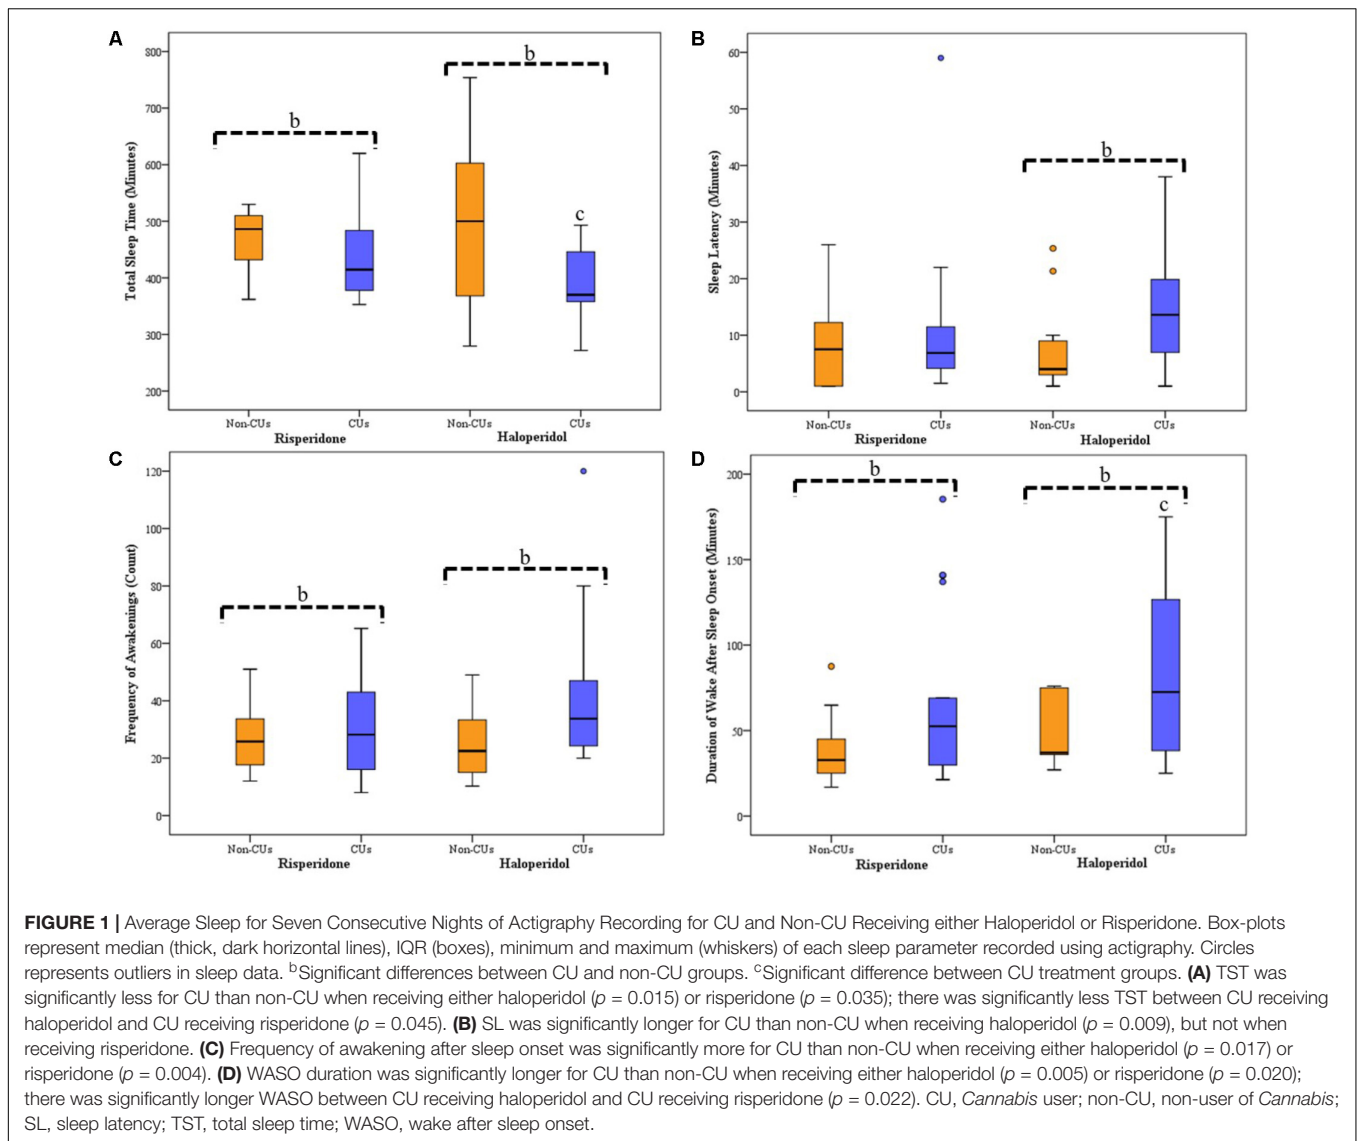 A
800
700
600
500
400
300
200
Total Sleep Time (Minutes)
b
b
c
Non-CUs
CUs
Non-CUs
CUs
Risperidone
Haloperidol
B
60
50
40
30
20
10
0
Sleep Latency (Minutes)
b
Non-CUs
CUs
Non-CUs
CUs
Risperidone
Haloperidol
C
120
100
80
60
40
20
0
Frequency of Awakenings (Count)
b
b
Non-CUs
CUs
Non-CUs
CUs
Risperidone
Haloperidol
D
200
150
100
50
0
Duration of Wake After Sleep Onset (Minutes)
b
b
c
Non-CUs
CUs
Non-CUs
CUs
Risperidone
Haloperidol
FIGURE 1 | Average Sleep for Seven Consecutive Nights of Actigraphy Recording for CU and Non-CU Receiving either Haloperidol or Risperidone. Box-plots
represent median (thick, dark horizontal lines), IQR (boxes), minimum and maximum (whiskers) of each sleep parameter recorded using actigraphy. Circles
represents outliers in sleep data. ᵇSignificant differences between CU and non-CU groups. ᶜSignificant difference between CU treatment groups. (A) TST was
significantly less for CU than non-CU when receiving either haloperidol (p = 0.015) or risperidone (p = 0.035); there was significantly less TST between CU receiving
haloperidol and CU receiving risperidone (p = 0.045). (B) SL was significantly longer for CU than non-CU when receiving haloperidol (p = 0.009), but not when
receiving risperidone. (C) Frequency of awakening after sleep onset was significantly more for CU than non-CU when receiving either haloperidol (p = 0.017) or
risperidone (p = 0.004). (D) WASO duration was significantly longer for CU than non-CU when receiving either haloperidol (p = 0.005) or risperidone (p = 0.020);
there was significantly longer WASO between CU receiving haloperidol and CU receiving risperidone (p = 0.022). CU, Cannabis user; non-CU, non-user of Cannabis;
SL, sleep latency; TST, total sleep time; WASO, wake after sleep onset.